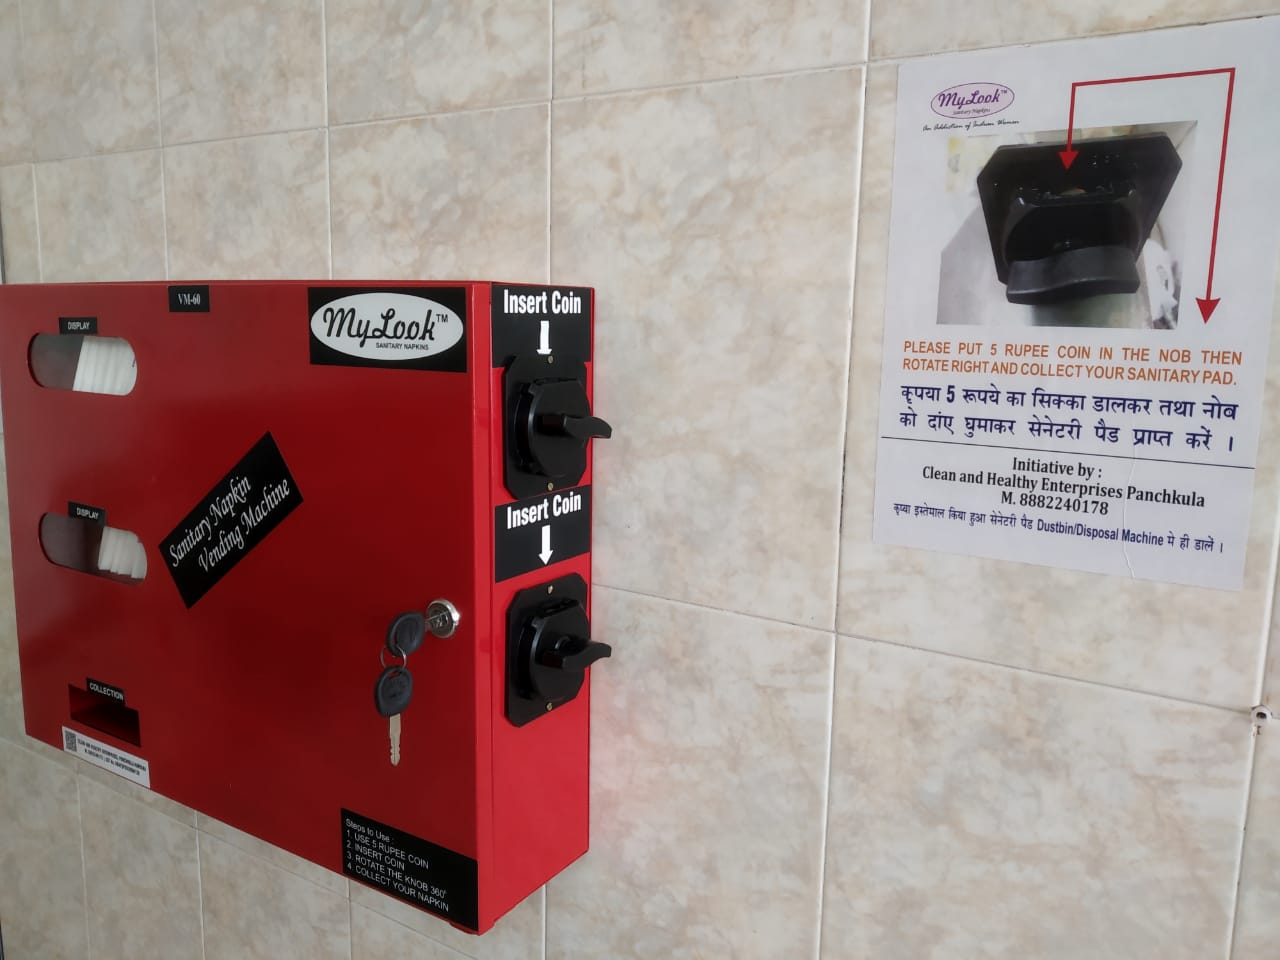 VM-60
MyLook™
SANITARY NAPKINS
DISPLAY
DISPLAY
Sanitary Napkin
Vending Machine
COLLECTION
Steps to Use :
1. USE 5 RUPEE COIN
2. INSERT COIN
3. ROTATE THE KNOB 360°
4. COLLECT YOUR NAPKIN
Insert Coin
Insert Coin
MyLook™
Sanitary Napkins
An Addiction of Indian Women
PLEASE PUT 5 RUPEE COIN IN THE NOB THEN
ROTATE RIGHT AND COLLECT YOUR SANITARY PAD.
कृपया 5 रूपये का सिक्का डालकर तथा नोब
को दांए घुमाकर सेनेटरी पैड प्राप्त करें ।
Initiative by :
Clean and Healthy Enterprises Panchkula
M. 8882240178
कृप्या इस्तेमाल किया हुआ सेनेटरी पैड Dustbin/Disposal Machine मे ही डालें ।